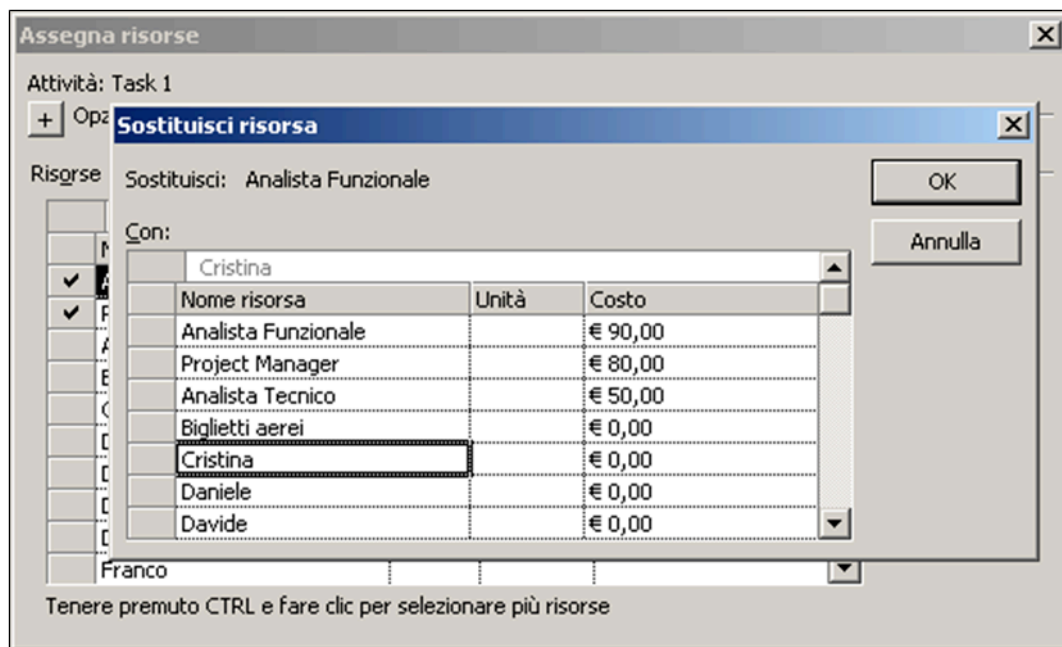 Assegna risorse
Attività: Task 1
+ Opz
Sostituisci risorsa
Risorse
Sostituisci: Analista Funzionale
OK
Con:
Annulla
Cristina
Nome risorsa Unità Costo
Analista Funzionale € 90,00
Project Manager € 80,00
Analista Tecnico € 50,00
Biglietti aerei € 0,00
Cristina € 0,00
Daniele € 0,00
Davide € 0,00
Franco
Tenere premuto CTRL e fare clic per selezionare più risorse